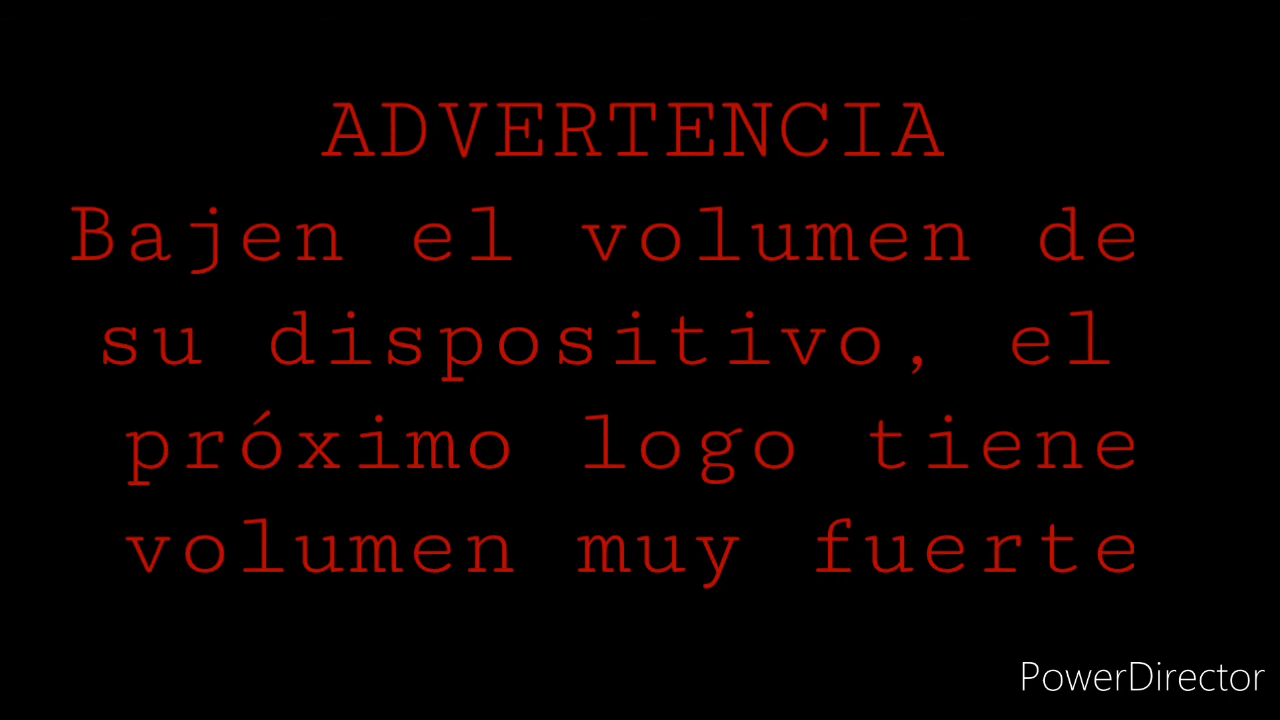 ADVERTENCIA
Bajen el volumen de
su dispositivo, el
próximo logo tiene
volumen muy fuerte
PowerDirector